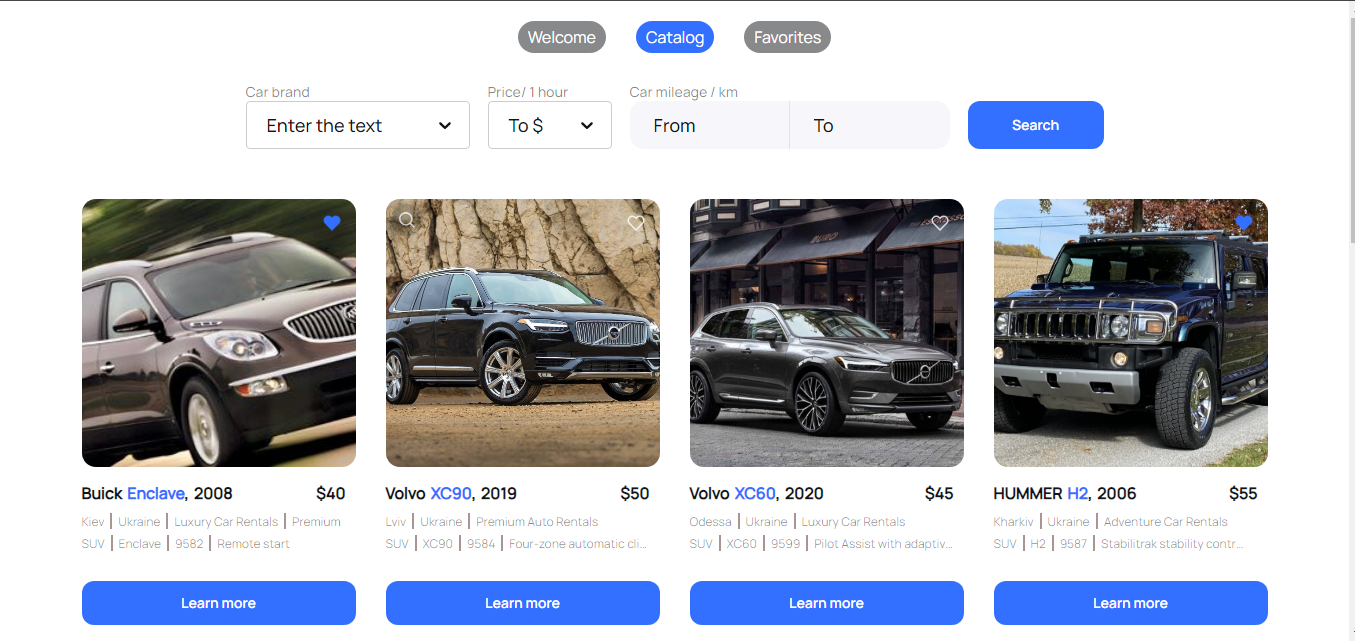 Welcome Catalog Favorites
Car brand Price/ 1 hour Car mileage / km
Enter the text To $ From To Search
Buick Enclave, 2008 $40
Kiev | Ukraine | Luxury Car Rentals | Premium
SUV | Enclave | 9582 | Remote start
Learn more
Volvo XC90, 2019 $50
Lviv | Ukraine | Premium Auto Rentals
SUV | XC90 | 9584 | Four-zone automatic cli...
Learn more
Volvo XC60, 2020 $45
Odessa | Ukraine | Luxury Car Rentals
SUV | XC60 | 9599 | Pilot Assist with adaptiv...
Learn more
HUMMER H2, 2006 $55
Kharkiv | Ukraine | Adventure Car Rentals
SUV | H2 | 9587 | Stabilitrak stability contr...
Learn more